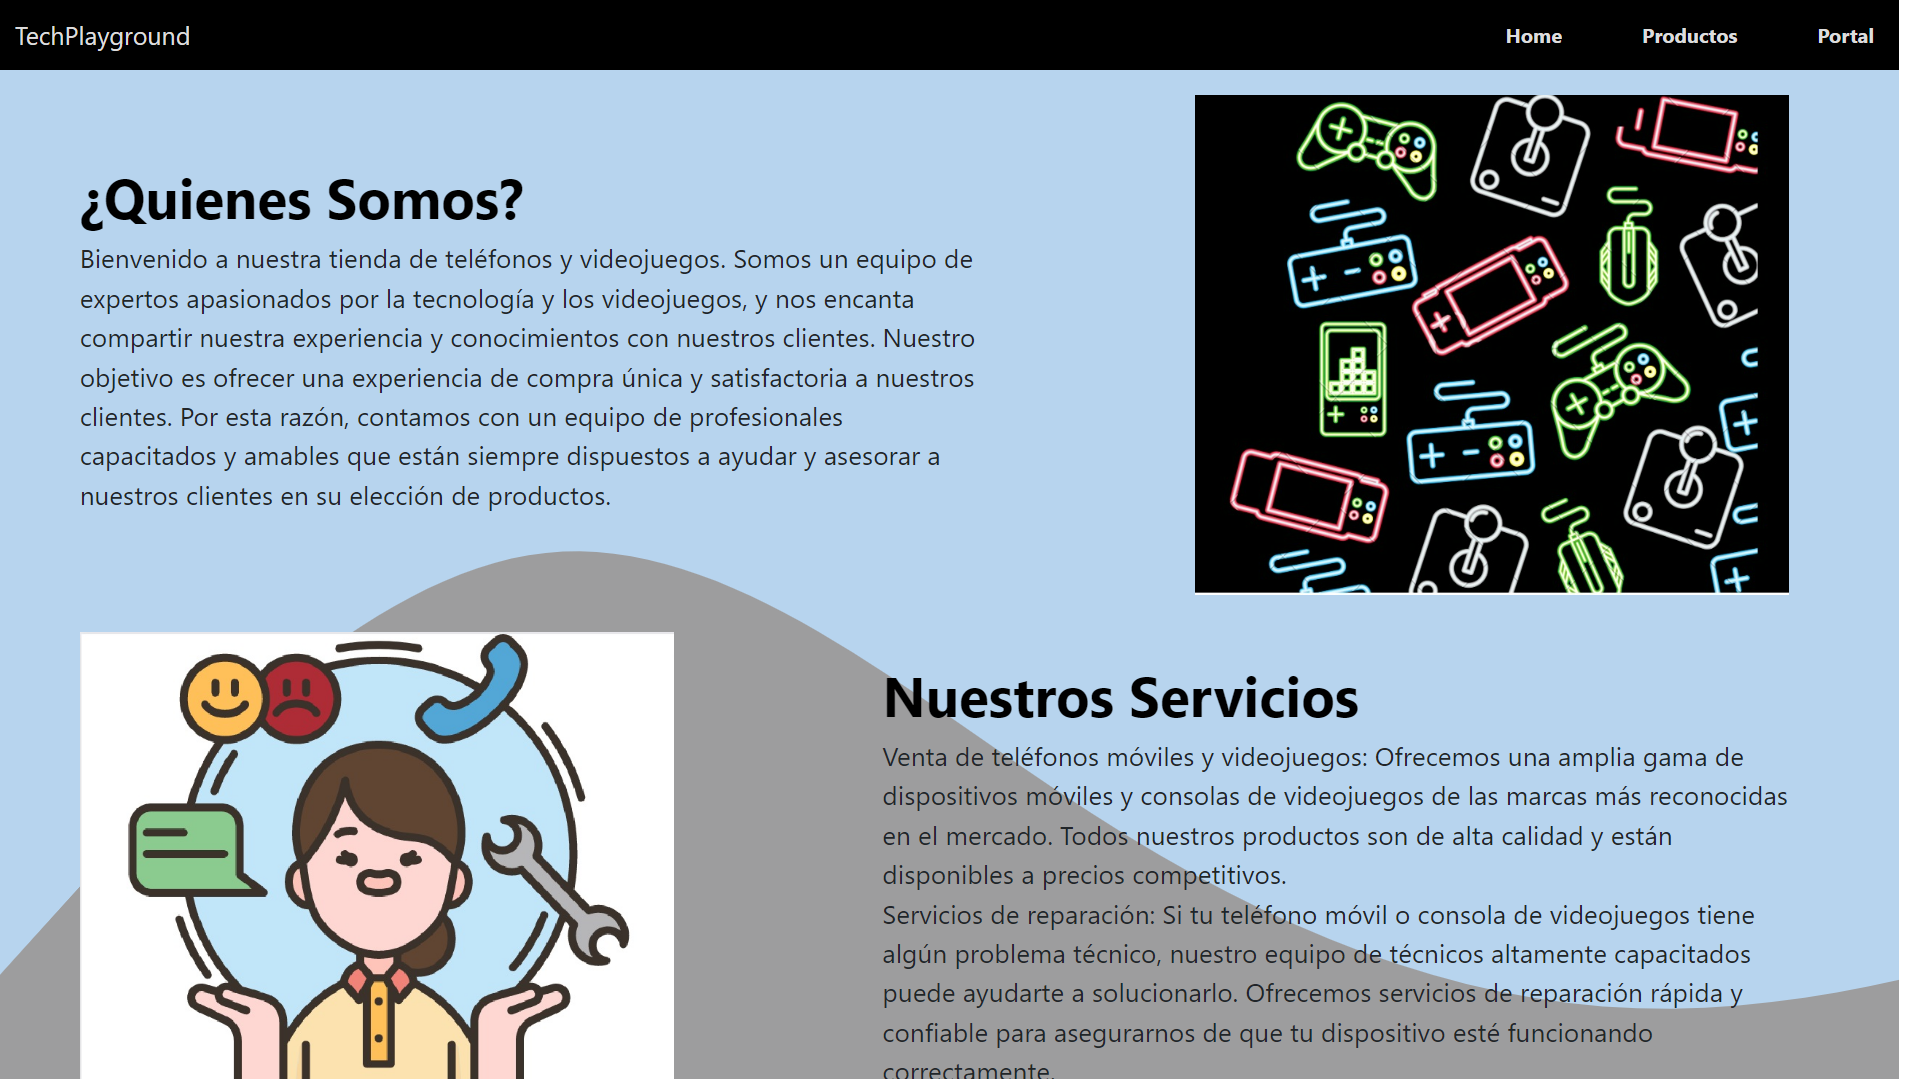 TechPlayground
Home
Productos
Portal
¿Quienes Somos?
Bienvenido a nuestra tienda de teléfonos y videojuegos. Somos un equipo de
expertos apasionados por la tecnología y los videojuegos, y nos encanta
compartir nuestra experiencia y conocimientos con nuestros clientes. Nuestro
objetivo es ofrecer una experiencia de compra única y satisfactoria a nuestros
clientes. Por esta razón, contamos con un equipo de profesionales
capacitados y amables que están siempre dispuestos a ayudar y asesorar a
nuestros clientes en su elección de productos.
Nuestros Servicios
Venta de teléfonos móviles y videojuegos: Ofrecemos una amplia gama de
dispositivos móviles y consolas de videojuegos de las marcas más reconocidas
en el mercado. Todos nuestros productos son de alta calidad y están
disponibles a precios competitivos.
Servicios de reparación: Si tu teléfono móvil o consola de videojuegos tiene
algún problema técnico, nuestro equipo de técnicos altamente capacitados
puede ayudarte a solucionarlo. Ofrecemos servicios de reparación rápida y
confiable para asegurarnos de que tu dispositivo esté funcionando
correctamente.